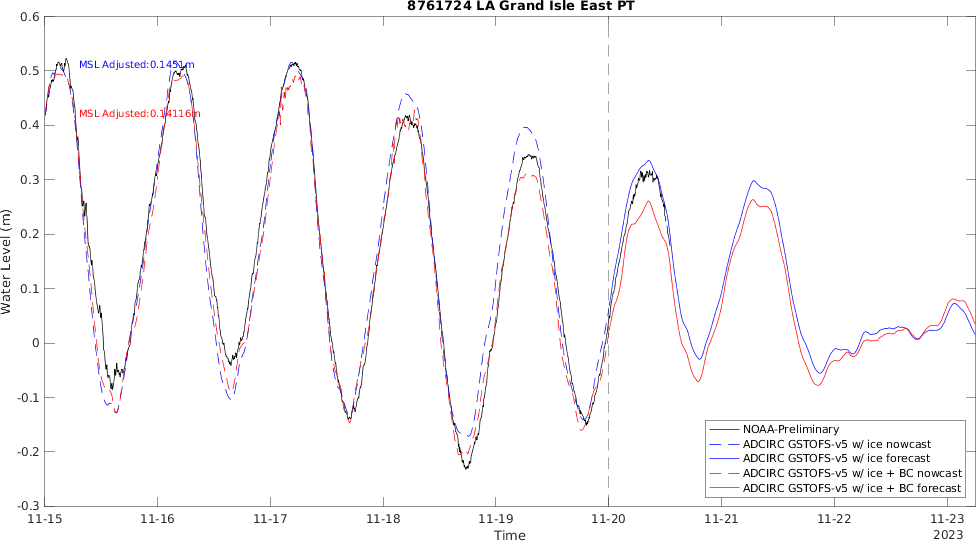 8761724 LA Grand Isle East PT
0.6
0.5
0.4
0.3
0.2
0.1
0
-0.1
-0.2
-0.3
Water Level (m)
MSL Adjusted:0.1451m
MSL Adjusted:0.14116m
NOAA-Preliminary
ADCIRC GSTOFS-v5 w/ ice nowcast
ADCIRC GSTOFS-v5 w/ ice forecast
ADCIRC GSTOFS-v5 w/ ice + BC nowcast
ADCIRC GSTOFS-v5 w/ ice + BC forecast
11-15 11-16 11-17 11-18 11-19 11-20 11-21 11-22 11-23
2023
Time